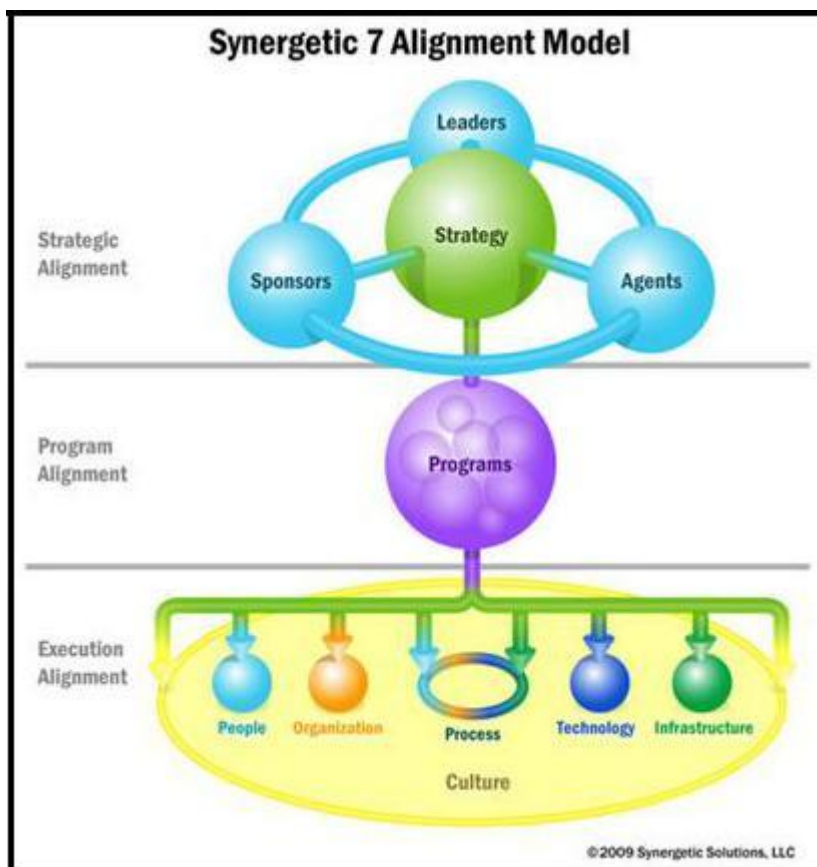 Synergetic 7 Alignment Model
Leaders
Strategy
Sponsors
Agents
Strategic
Alignment
Programs
Program
Alignment
Execution
Alignment
People
Organization
Process
Technology
Infrastructure
Culture
©2009 Synergetic Solutions, LLC